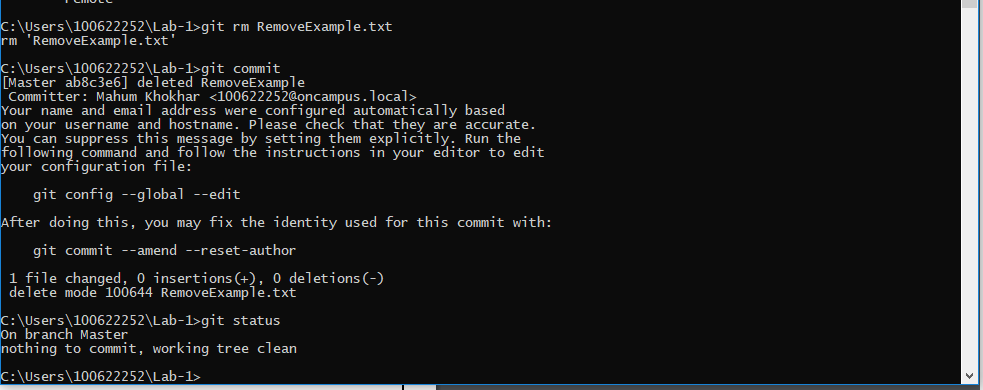 remote
C:\Users\100622252\Lab-1>git rm RemoveExample.txt
rm 'RemoveExample.txt'
C:\Users\100622252\Lab-1>git commit
[Master ab8c3e6] deleted RemoveExample
Committer: Mahum Khokhar <100622252@oncampus.local>
Your name and email address were configured automatically based
on your username and hostname. Please check that they are accurate.
You can suppress this message by setting them explicitly. Run the
following command and follow the instructions in your editor to edit
your configuration file:
git config --global --edit
After doing this, you may fix the identity used for this commit with:
git commit --amend --reset-author
1 file changed, 0 insertions(+), 0 deletions(-)
delete mode 100644 RemoveExample.txt
C:\Users\100622252\Lab-1>git status
On branch Master
nothing to commit, working tree clean
C:\Users\100622252\Lab-1>